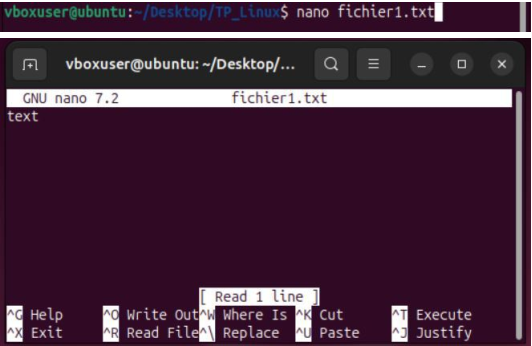 vboxuser@ubuntu:~/Desktop/TP_Linux$ nano fichier1.txt
vboxuser@ubuntu: ~/Desktop/...
GNU nano 7.2 fichier1.txt
text
[ Read 1 line ]
^G Help ^O Write Out ^W Where Is ^K Cut ^T Execute
^X Exit ^R Read File ^\ Replace ^U Paste ^J Justify